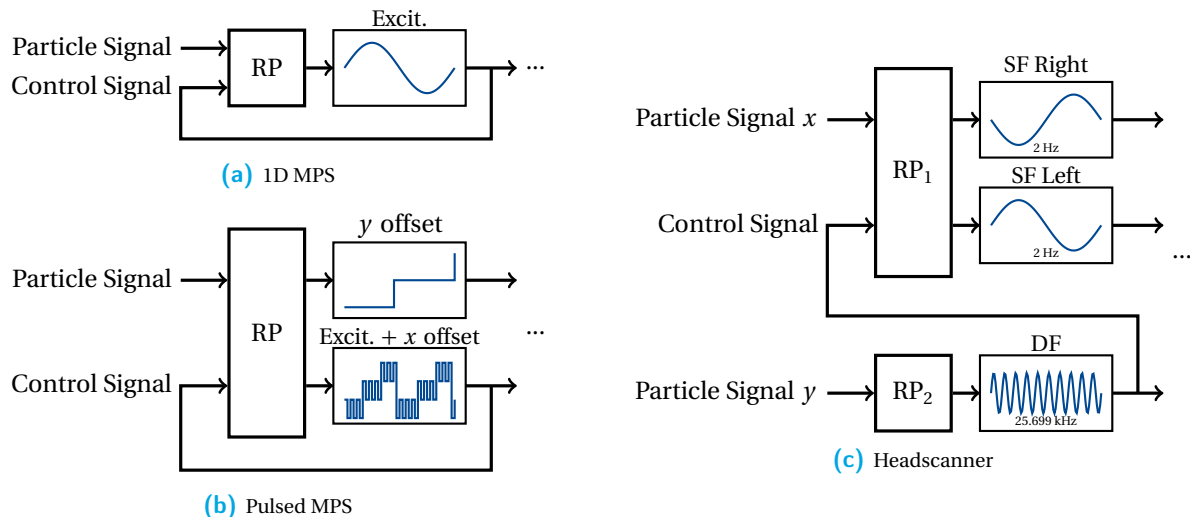 Excit.
Particle Signal
Control Signal
RP
...
(a) 1D MPS
y offset
Particle Signal
RP
Excit. + x offset
...
Control Signal
(b) Pulsed MPS
SF Right
Particle Signal x
2 Hz
RP₁
SF Left
Control Signal
2 Hz
...
DF
Particle Signal y
RP₂
25.699 kHz
(c) Headscanner